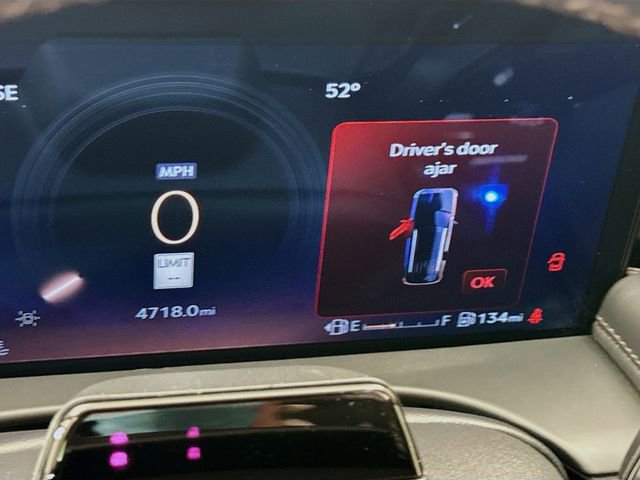 SE
52°
Driver's door
ajar
MPH
0
LIMIT
--
OK
4718.0mi
E F 134mi